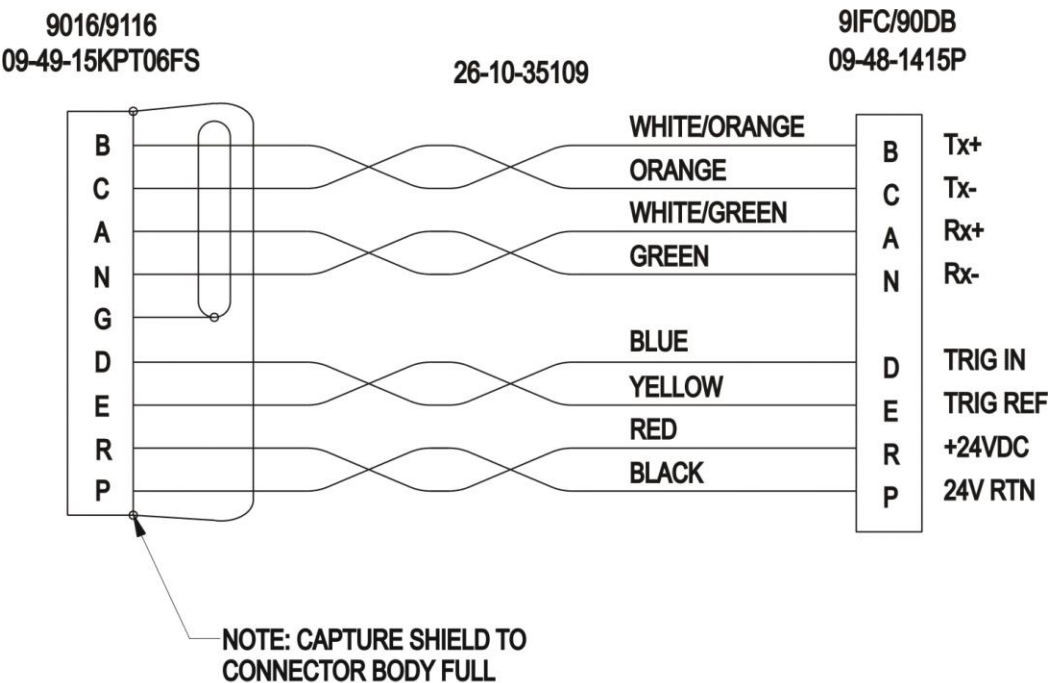 9016/9116
09-49-15KPT06FS
26-10-35109
9IFC/90DB
09-48-1415P
B WHITE/ORANGE B Tx+
C ORANGE C Tx-
A WHITE/GREEN A Rx+
N GREEN N Rx-
G
D BLUE D TRIG IN
E YELLOW E TRIG REF
R RED R +24VDC
P BLACK P 24V RTN
NOTE: CAPTURE SHIELD TO
CONNECTOR BODY FULL